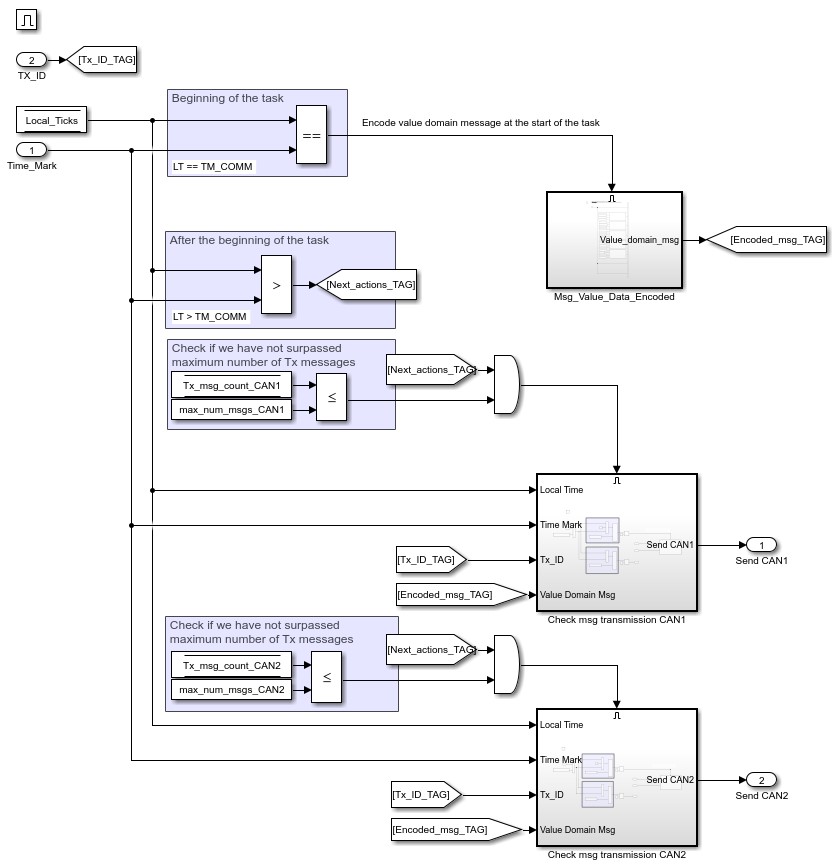 2
[Tx_ID_TAG]
TX_ID
Beginning of the task
Local_Ticks
==
Encode value domain message at the start of the task
1
Time_Mark
LT == TM_COMM
Value_domain_msg
[Encoded_msg_TAG]
Msg_Value_Data_Encoded
After the beginning of the task
>
[Next_actions_TAG]
LT > TM_COMM
Check if we have not surpassed
maximum number of Tx messages
[Next_actions_TAG]
Tx_msg_count_CAN1
≤
max_num_msgs_CAN1
Local Time
Time Mark
Send CAN1
1
Send CAN1
[Tx_ID_TAG]
Tx_ID
[Encoded_msg_TAG]
Value Domain Msg
Check msg transmission CAN1
Check if we have not surpassed
maximum number of Tx messages
[Next_actions_TAG]
Tx_msg_count_CAN2
≤
max_num_msgs_CAN2
Local Time
Time Mark
Send CAN2
2
Send CAN2
[Tx_ID_TAG]
Tx_ID
[Encoded_msg_TAG]
Value Domain Msg
Check msg transmission CAN2